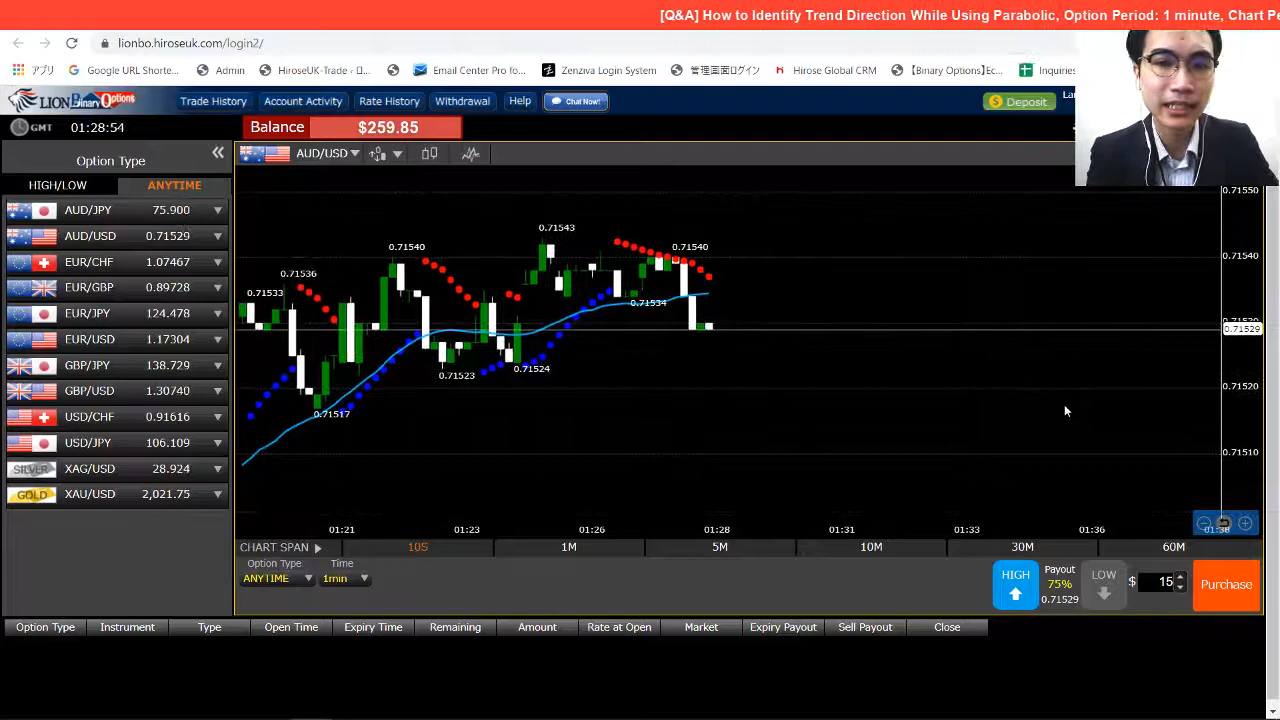 [Q&A] How to Identify Trend Direction While Using Parabolic, Option Period: 1 minute, Chart Pe
lionbo.hiroseuk.com/login2/
アプリ Google URL Shorte... Admin HiroseUK -Trade › ロ... Email Center Pro fo... Zenziva Login System 管理画面ログイン Hirose Global CRM 【Binary Options】Ec... Inquiries
LION Binary Options Trade History Account Activity Rate History Withdrawal Help Chat Now! $ Deposit Lar
GMT 01:28:54 Balance $259.85
Option Type « AUD/USD
HIGH/LOW ANYTIME
AUD/JPY 75.900
AUD/USD 0.71529
EUR/CHF 1.07467
EUR/GBP 0.89728
EUR/JPY 124.478
EUR/USD 1.17304
GBP/JPY 138.729
GBP/USD 1.30740
USD/CHF 0.91616
USD/JPY 106.109
SILVER XAG/USD 28.924
GOLD XAU/USD 2,021.75
0.71550
0.71543
0.71540 0.71540 0.71540
0.71536
0.71533 0.71534
0.71529
0.71523 0.71524
0.71520
0.71517
0.71510
01:21 01:23 01:26 01:28 01:31 01:33 01:36 01:38
CHART SPAN 10S 1M 5M 10M 30M 60M
Option Type Time
ANYTIME 1min
HIGH Payout 75% 0.71529 LOW $ 15 Purchase
Option Type Instrument Type Open Time Expiry Time Remaining Amount Rate at Open Market Expiry Payout Sell Payout Close